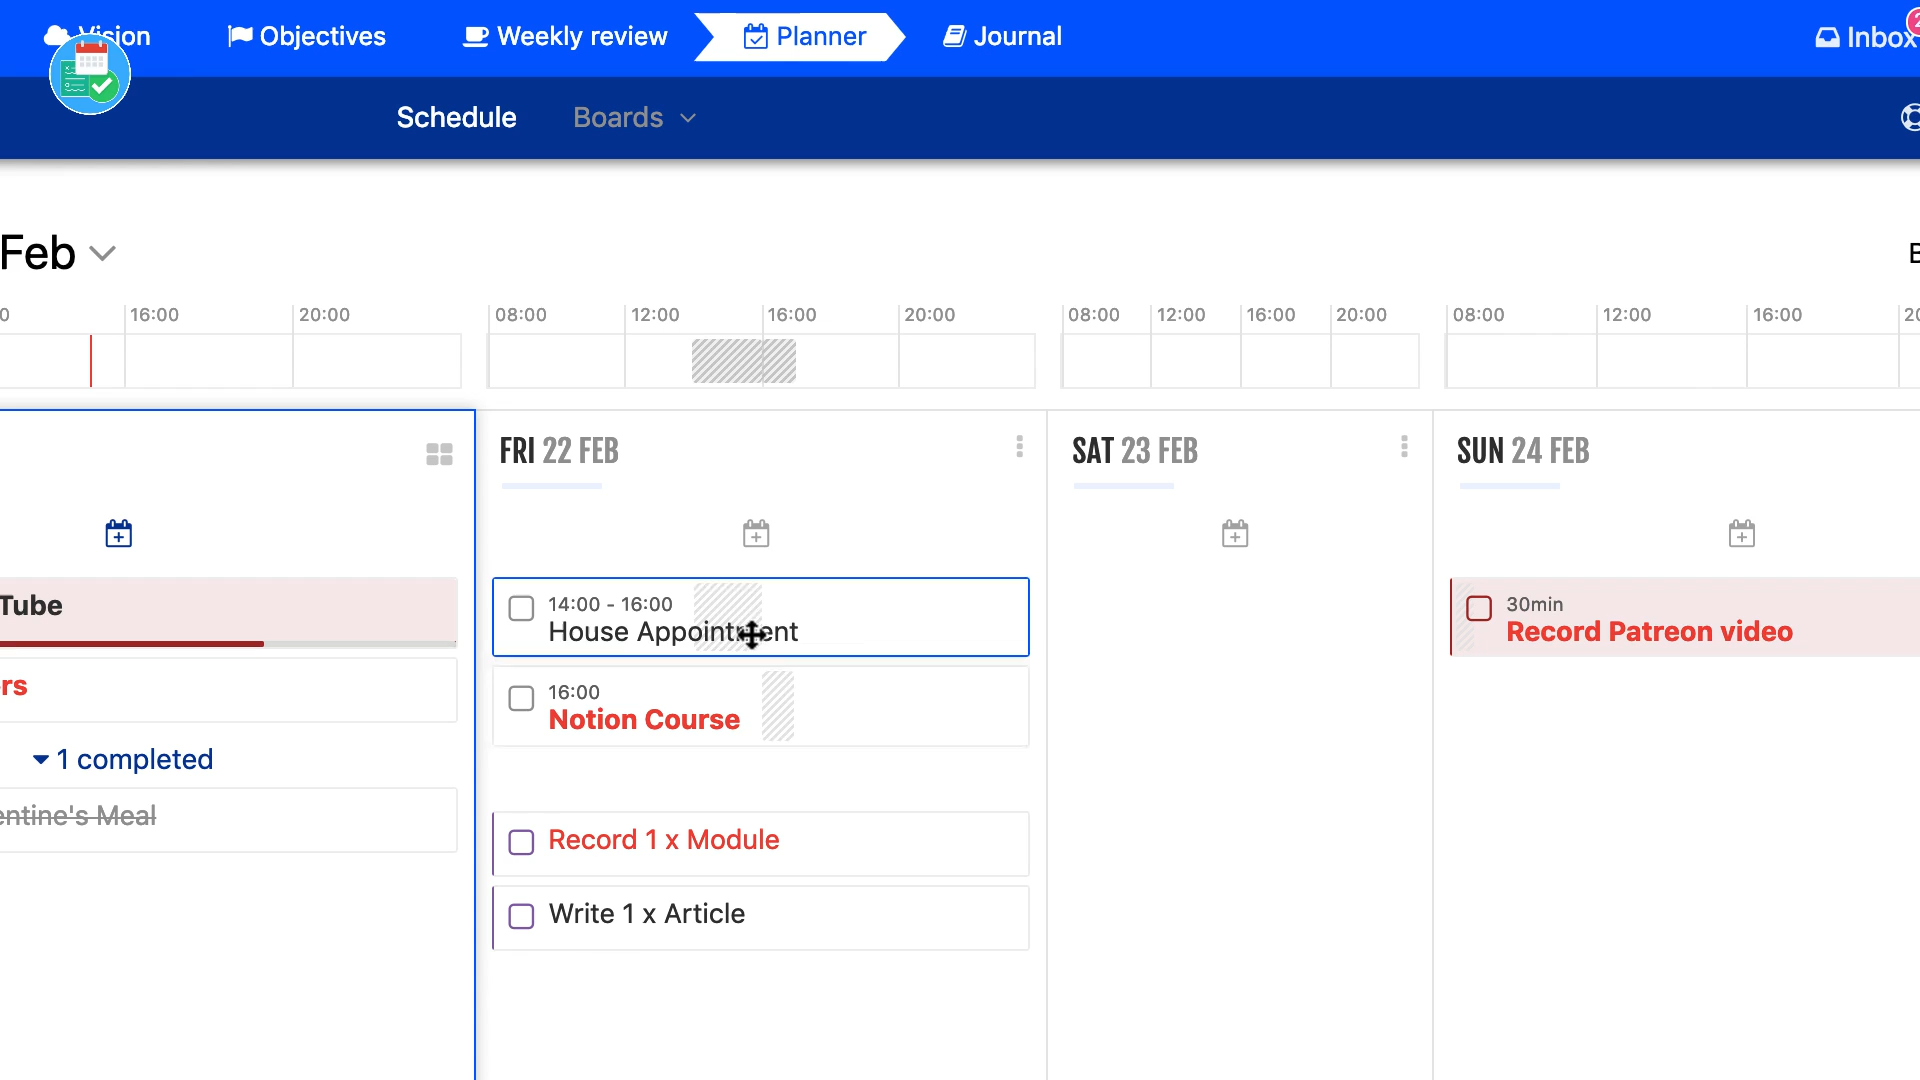 Vision
Objectives
Weekly review
Planner
Journal
Inbox
Schedule
Boards
Feb
16:00 20:00
08:00 12:00 16:00 20:00
08:00 12:00 16:00 20:00
08:00 12:00 16:00 20
Tube
rs
1 completed
entine's Meal
FRI 22 FEB
14:00 - 16:00
House Appointment
16:00
Notion Course
Record 1 x Module
Write 1 x Article
SAT 23 FEB
SUN 24 FEB
30min
Record Patreon video